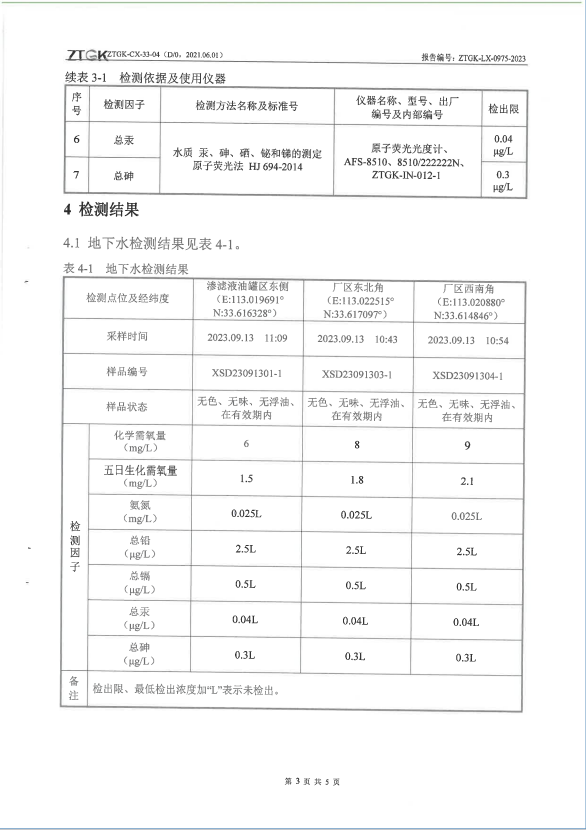 ZTGK ZTGK-CX-33-04（D/0，2021.06.01） 报告编号：ZTGK-LX-0975-2023
续表 3-1 检测依据及使用仪器
序号 检测因子 检测方法名称及标准号 仪器名称、型号、出厂编号及内部编号 检出限
6 总汞 水质 汞、砷、硒、铋和锑的测定 原子荧光法 HJ 694-2014 原子荧光光度计、AFS-8510、8510/222222N、ZTGK-IN-012-1 0.04 μg/L
7 总砷 0.3 μg/L
4 检测结果
4.1 地下水检测结果见表 4-1。
表 4-1 地下水检测结果
检测点位及经纬度 渗滤液油罐区东侧（E:113.019691° N:33.616328°） 厂区东北角（E:113.022515° N:33.617097°） 厂区西南角（E:113.020880° N:33.614846°）
采样时间 2023.09.13 11:09 2023.09.13 10:43 2023.09.13 10:54
样品编号 XSD23091301-1 XSD23091303-1 XSD23091304-1
样品状态 无色、无味、无浮油、在有效期内 无色、无味、无浮油、在有效期内 无色、无味、无浮油、在有效期内
检测因子
化学需氧量（mg/L） 6 8 9
五日生化需氧量（mg/L） 1.5 1.8 2.1
氨氮（mg/L） 0.025L 0.025L 0.025L
总铅（μg/L） 2.5L 2.5L 2.5L
总镉（μg/L） 0.5L 0.5L 0.5L
总汞（μg/L） 0.04L 0.04L 0.04L
总砷（μg/L） 0.3L 0.3L 0.3L
备注 检出限、最低检出浓度加“L”表示未检出。
第 3 页 共 5 页